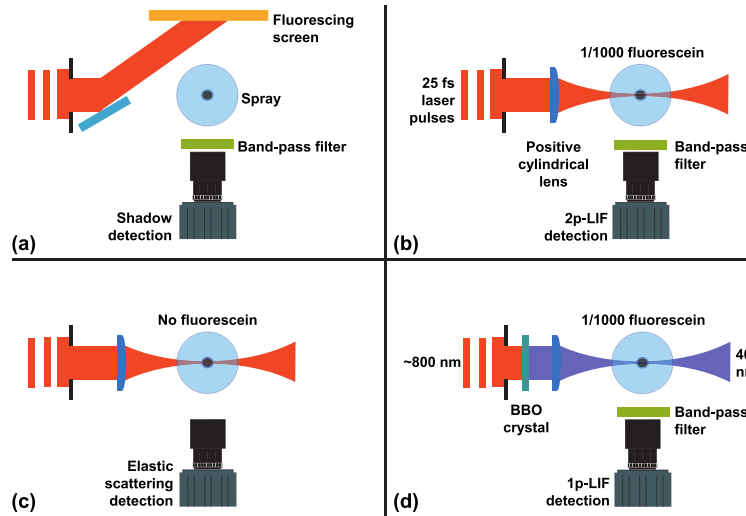 Fluorescing
screen
Spray
Band-pass filter
Shadow
detection
(a)
1/1000 fluorescein
25 fs
laser
pulses
Positive
cylindrical
lens
Band-pass
filter
2p-LIF
detection
(b)
No fluorescein
Elastic
scattering
detection
(c)
1/1000 fluorescein
~800 nm
40
n
BBO
crystal
Band-pass
filter
1p-LIF
detection
(d)